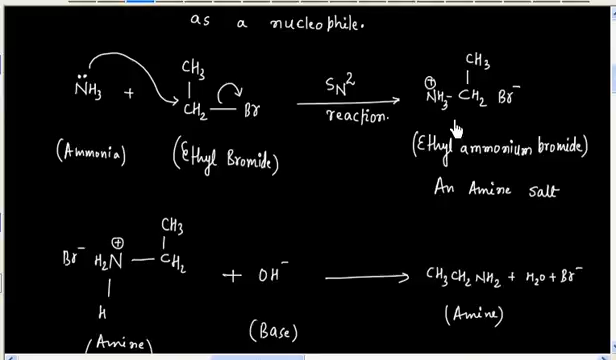 as a nucleophile.
CH₃ CH₃
N̈H₃ + CH₂ — Br SN² reaction. ⊕NH₃ — CH₂ Br⁻
(Ammonia) (Ethyl Bromide) (Ethyl ammonium bromide)
An Amine salt
CH₃
Br⁻ H₂N⊕ — CH₂ + OH⁻ → CH₃CH₂NH₂ + H₂O + Br⁻
H
(Amine) (Base) (Amine)